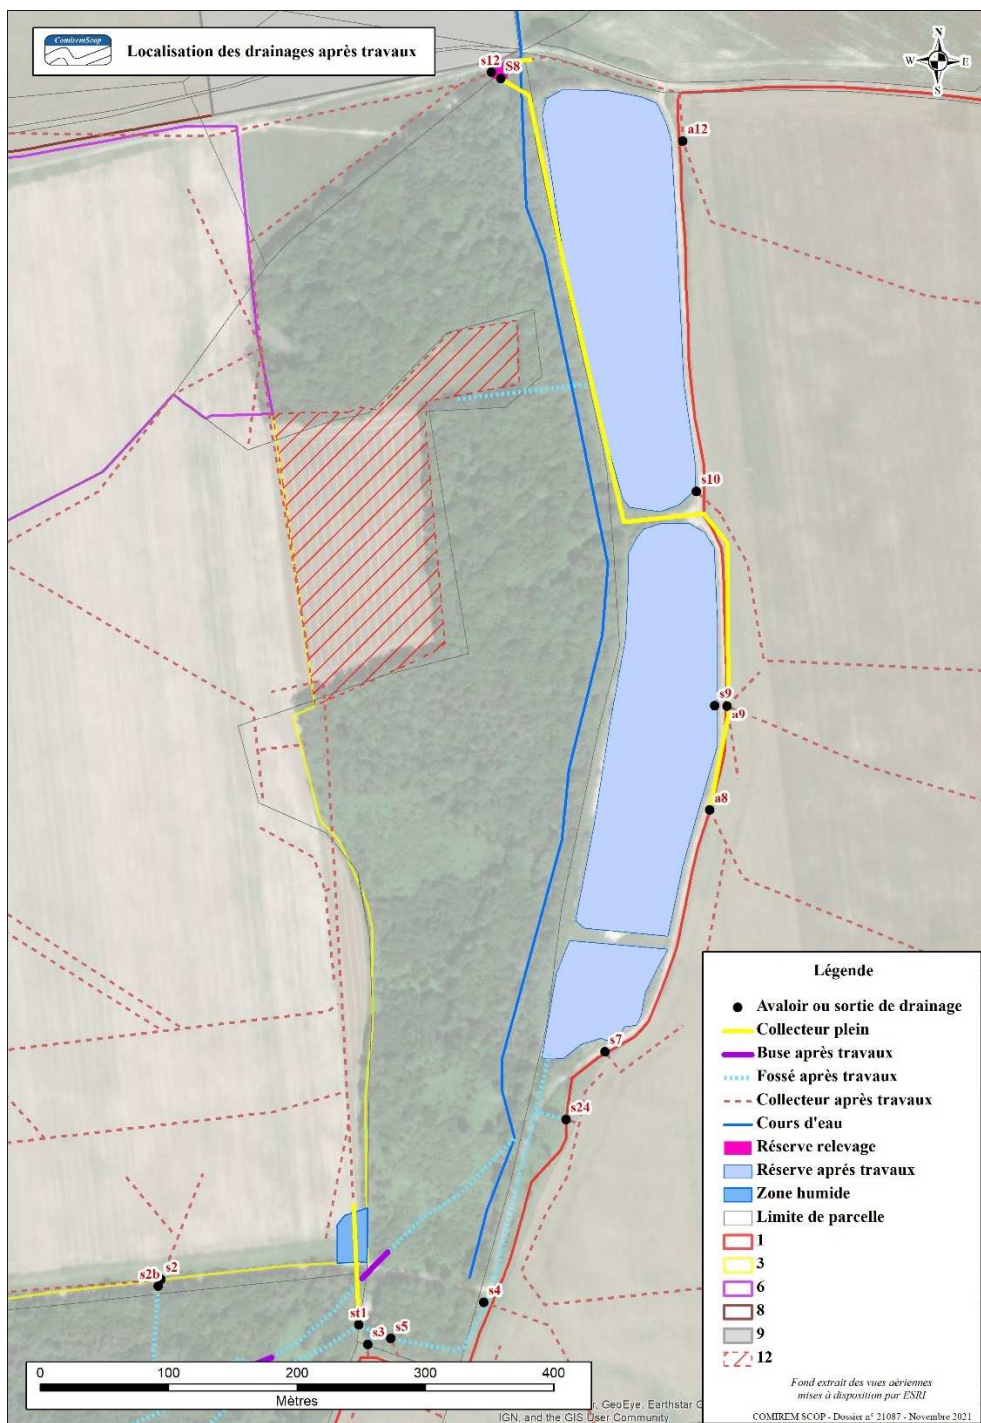 ComiremScop
Localisation des drainages après travaux
N
W E
S
s12
S8
a12
s10
s9
a9
a8
s7
s24
s2
s2b
s4
st1
s3
s5
Légende
Avaloir ou sortie de drainage
Collecteur plein
Buse après travaux
Fossé après travaux
Collecteur après travaux
Cours d'eau
Réserve relevage
Réserve aprés travaux
Zone humide
Limite de parcelle
1
3
6
8
9
12
0 100 200 300 400
Mètres
r, GeoEye, Earthstar G
IGN, and the GIS User Community
Fond extrait des vues aériennes
mises à disposition par ESRI
COMIREM SCOP - Dossier n° 21087 - Novembre 2021